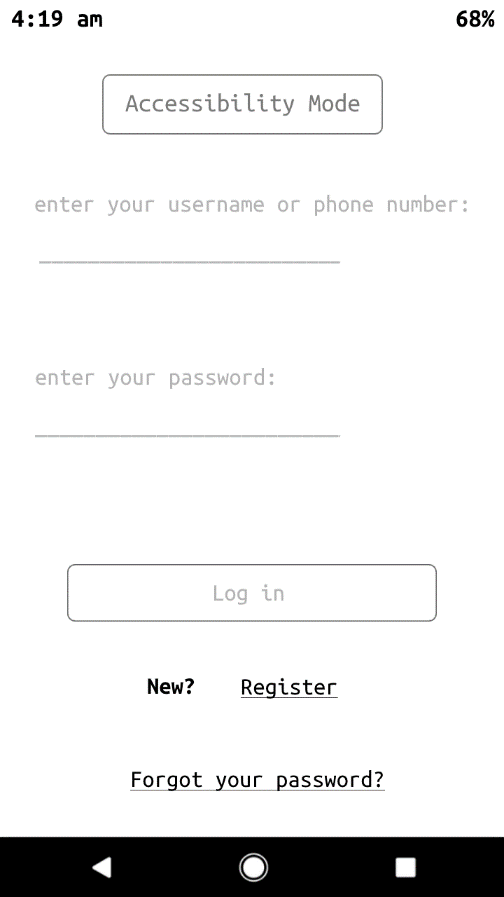 4:19 am 68%
Accessibility Mode
enter your username or phone number:
enter your password:
Log in
New? Register
Forgot your password?